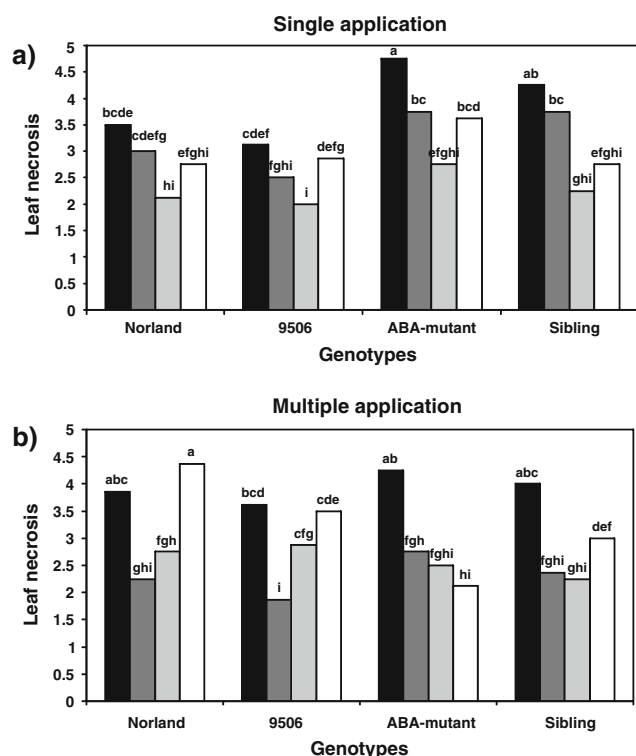 Single application
a)
Leaf necrosis
5
4.5
4
3.5
3
2.5
2
1.5
1
0.5
0
bcde
cdefg
hi
efghi
cdef
fghi
i
defg
a
bc
efghi
bcd
ab
bc
ghi
efghi
Norland
9506
ABA-mutant
Sibling
Genotypes
Multiple application
b)
Leaf necrosis
5
4.5
4
3.5
3
2.5
2
1.5
1
0.5
0
abc
ghi
fgh
a
bcd
i
cfg
cde
ab
fgh
fghi
hi
abc
fghi
ghi
def
Norland
9506
ABA-mutant
Sibling
Genotypes